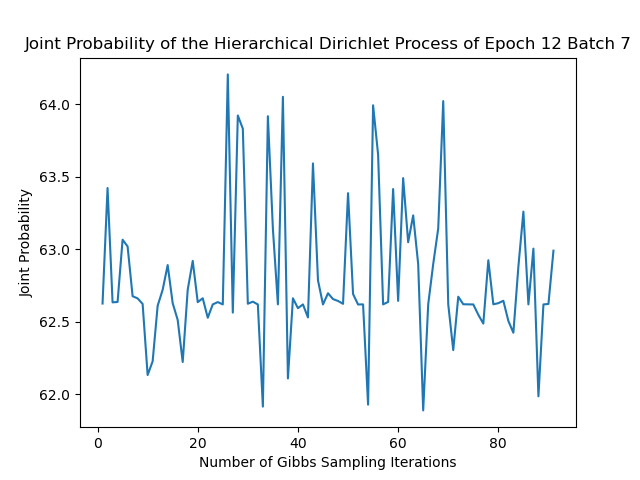 Joint Probability of the Hierarchical Dirichlet Process of Epoch 12 Batch 7
64.0
63.5
63.0
62.5
62.0
Joint Probability
0 20 40 60 80
Number of Gibbs Sampling Iterations